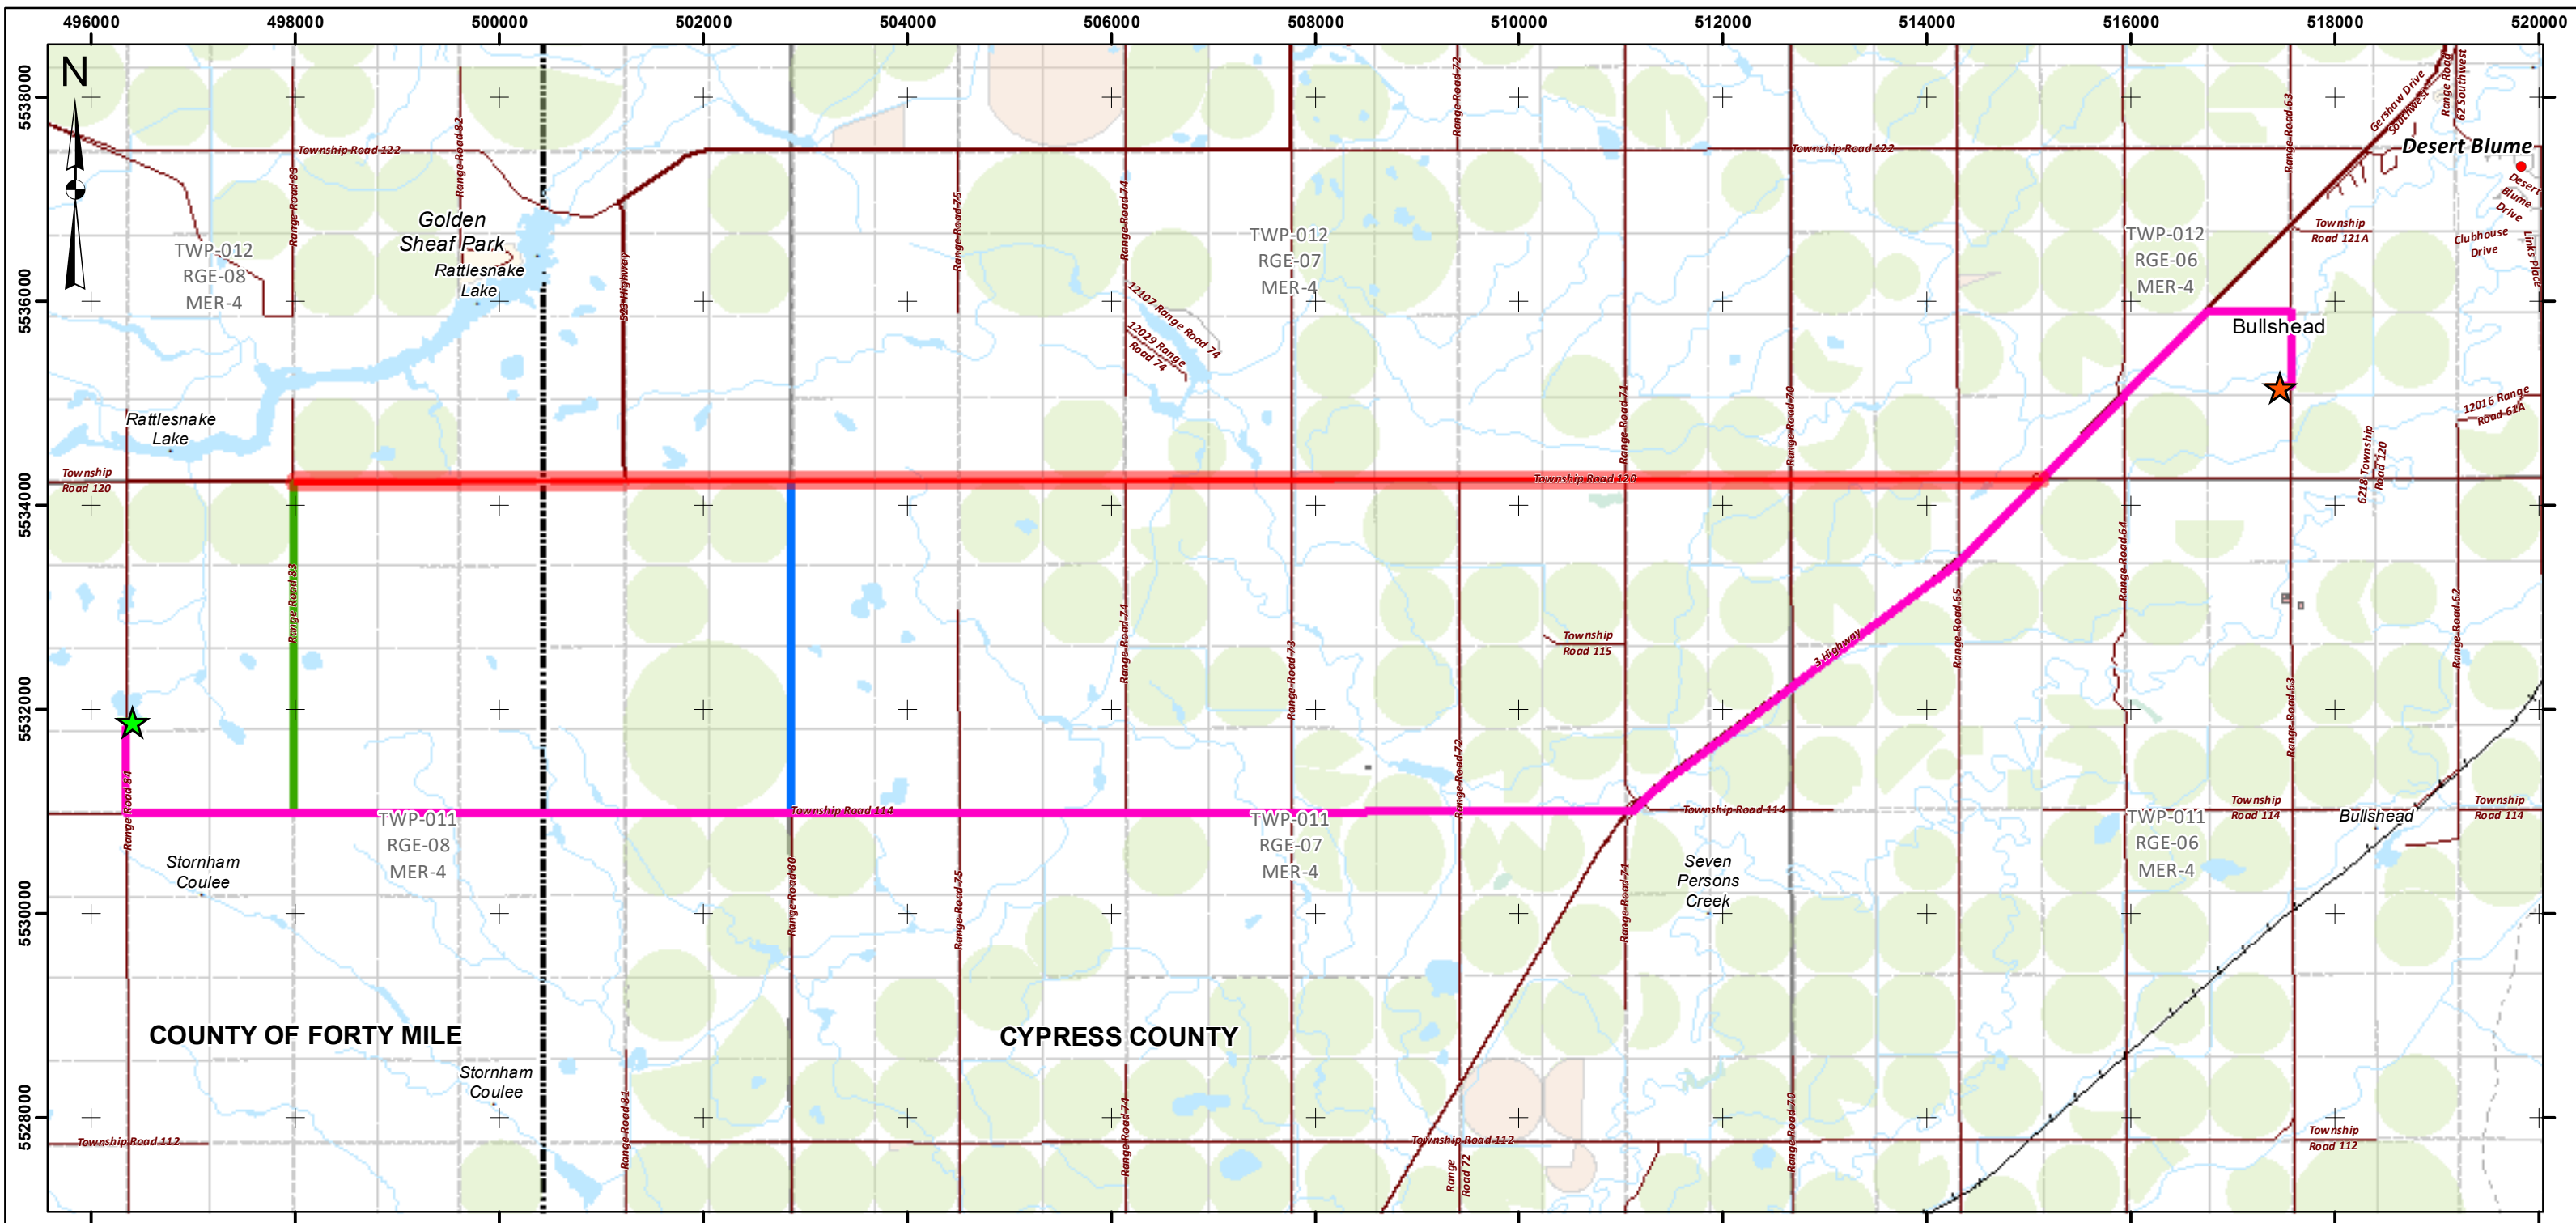 496000 498000 500000 502000 504000 506000 508000 510000 512000 514000 516000 518000 520000
N
5538000
5536000
5534000
5532000
5530000
5528000
Range Road 72
Range Road 82
Range Road 63
Gershaw Drive
Southwest
Range Road
62 Southwest
Township Road 122
Township Road 122
Desert Blume
Desert
Blume
Drive
Range Road 83
Range Road 75
Range Road 74
Golden
Sheaf Park
Rattlesnake
Lake
TWP-012
RGE-08
MER-4
TWP-012
RGE-07
MER-4
TWP-012
RGE-06
MER-4
Township
Road 121A
Clubhouse
Drive
Links Place
523 Highway
12107 Range Road 74
12029 Range
Road 74
Bullshead
Rattlesnake
Lake
Range Road 71
Range Road 70
12016 Range
Road 61A
6218 Township
Road 120
Township
Road 120
Township Road 120
Range Road 83
Range Road 74
Range Road 73
Township
Road 115
3 Highway
Range Road 65
Range Road 64
Range Road 62
Range Road 63
Range Road 84
Range Road 72
Township Road 114
Township Road 114
Township
Road 114
Township
Road 114
Bullshead
TWP-011
RGE-08
MER-4
TWP-011
RGE-07
MER-4
TWP-011
RGE-06
MER-4
Stornham
Coulee
Range Road 80
Range Road 75
Range Road 71
Seven
Persons
Creek
COUNTY OF FORTY MILE
CYPRESS COUNTY
Stornham
Coulee
Range Road 81
Range Road 74
Range Road 70
Township Road 112
Township Road 112
Range
Road 72
Township
Road 112